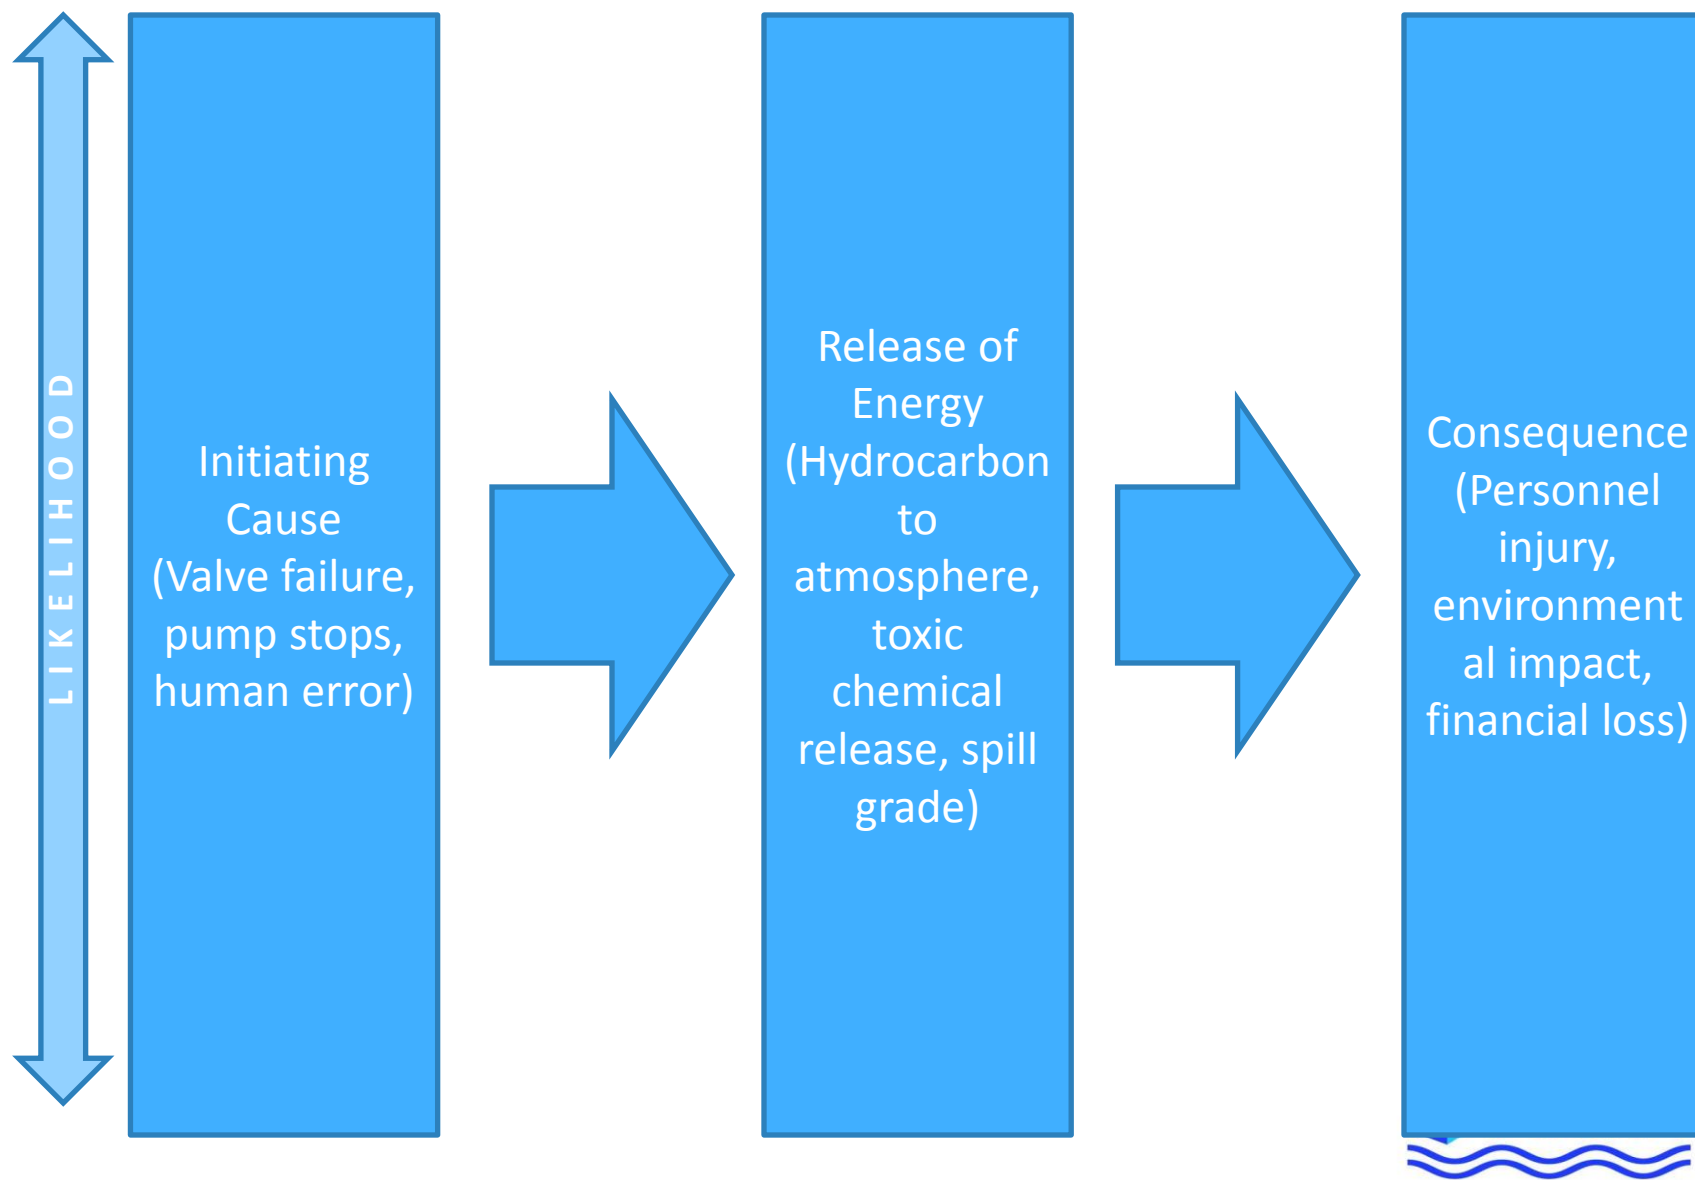 LIKELIHOOD
Initiating
Cause
(Valve failure,
pump stops,
human error)
Release of
Energy
(Hydrocarbon
to
atmosphere,
toxic
chemical
release, spill
grade)
Consequence
(Personnel
injury,
environment
al impact,
financial loss)